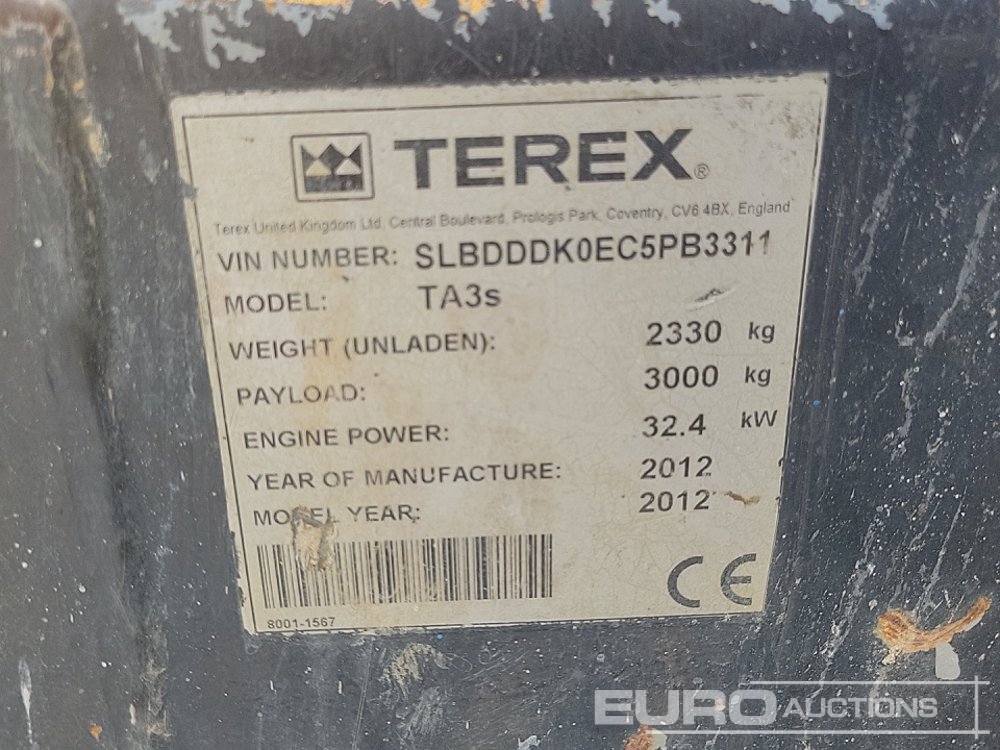 TEREX®
Terex United Kingdom Ltd, Central Boulevard, Prologis Park, Coventry, CV6 4BX, England
VIN NUMBER: SLBDDDK0EC5PB3311
MODEL: TA3s
WEIGHT (UNLADEN): 2330 kg
PAYLOAD: 3000 kg
ENGINE POWER: 32.4 kW
YEAR OF MANUFACTURE: 2012
MODEL YEAR: 2012
8001-1567
CE
EURO AUCTIONS